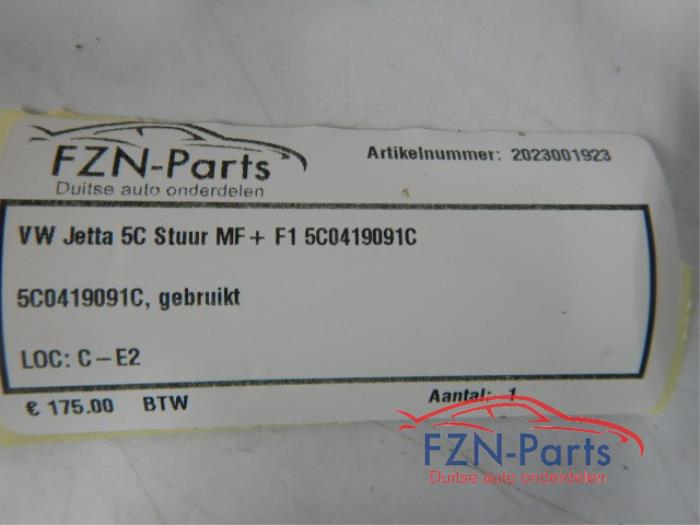 FZN-Parts
Duitse auto onderdelen
Artikelnummer: 2023001923
VW Jetta 5C Stuur MF+ F1 5C0419091C
5C0419091C, gebruikt
LOC: C-E2
€ 175.00 BTW
Aantal: 1
FZN-Parts
Duitse auto onderdelen